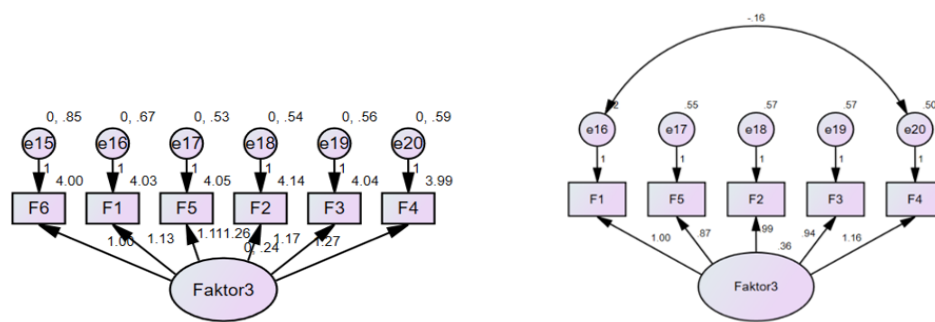 -.16
0, .85 0, .67 0, .53 0, .54 0, .56 0, .59
e15 e16 e17 e18 e19 e20
1 1 1 1 1 1
4.00 4.03 4.05 4.14 4.04 3.99
F6 F1 F5 F2 F3 F4
1.00 1.13 1.11 1.26 1.17 1.27
0, .24
Faktor3
.55 .57 .57 .50
e16 e17 e18 e19 e20
1 1 1 1 1
F1 F5 F2 F3 F4
1.00 .87 .99 .94 1.16
.36
Faktor3